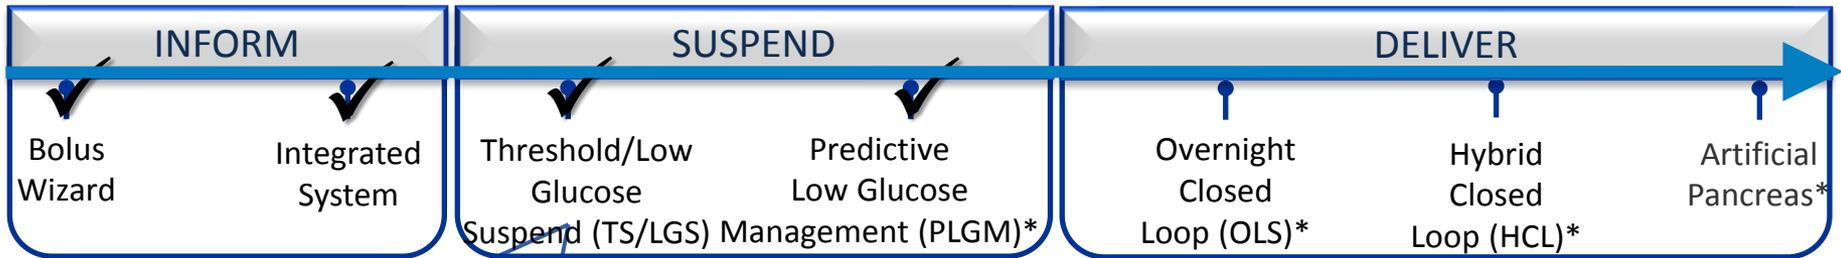 INFORM
SUSPEND
DELIVER
Bolus
Wizard
Integrated
System
Threshold/Low
Glucose
Suspend (TS/LGS)
Predictive
Low Glucose
Management (PLGM)*
Overnight
Closed
Loop (OLS)*
Hybrid
Closed
Loop (HCL)*
Artificial
Pancreas*